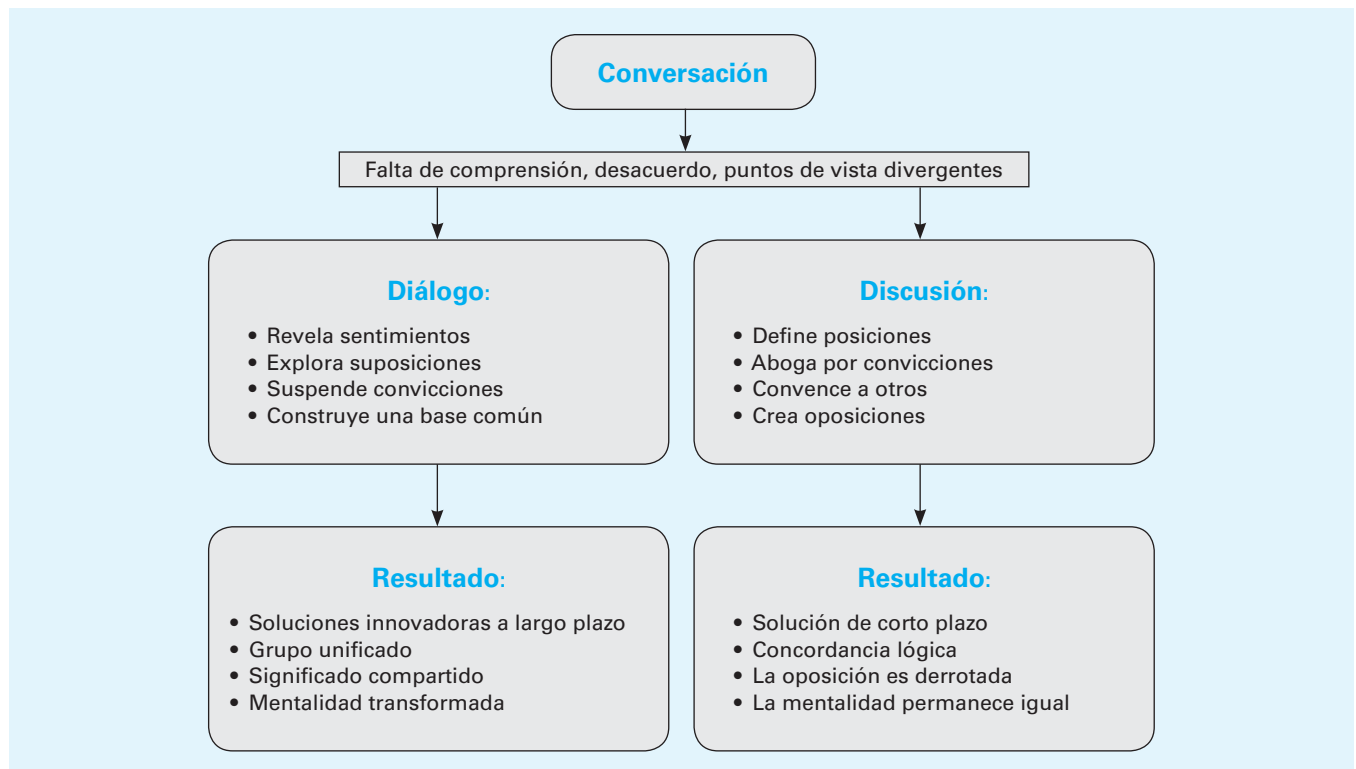 Conversación
Falta de comprensión, desacuerdo, puntos de vista divergentes
Diálogo:
• Revela sentimientos
• Explora suposiciones
• Suspende convicciones
• Construye una base común
Discusión:
• Define posiciones
• Aboga por convicciones
• Convence a otros
• Crea oposiciones
Resultado:
• Soluciones innovadoras a largo plazo
• Grupo unificado
• Significado compartido
• Mentalidad transformada
Resultado:
• Solución de corto plazo
• Concordancia lógica
• La oposición es derrotada
• La mentalidad permanece igual